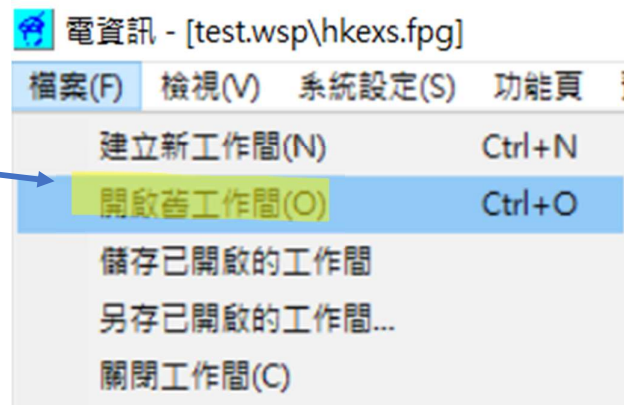 電資訊 - [test.wsp\hkexs.fpg]
檔案(F) 檢視(V) 系統設定(S) 功能頁
建立新工作間(N) Ctrl+N
開啟舊工作間(O) Ctrl+O
儲存已開啟的工作間
另存已開啟的工作間...
關閉工作間(C)